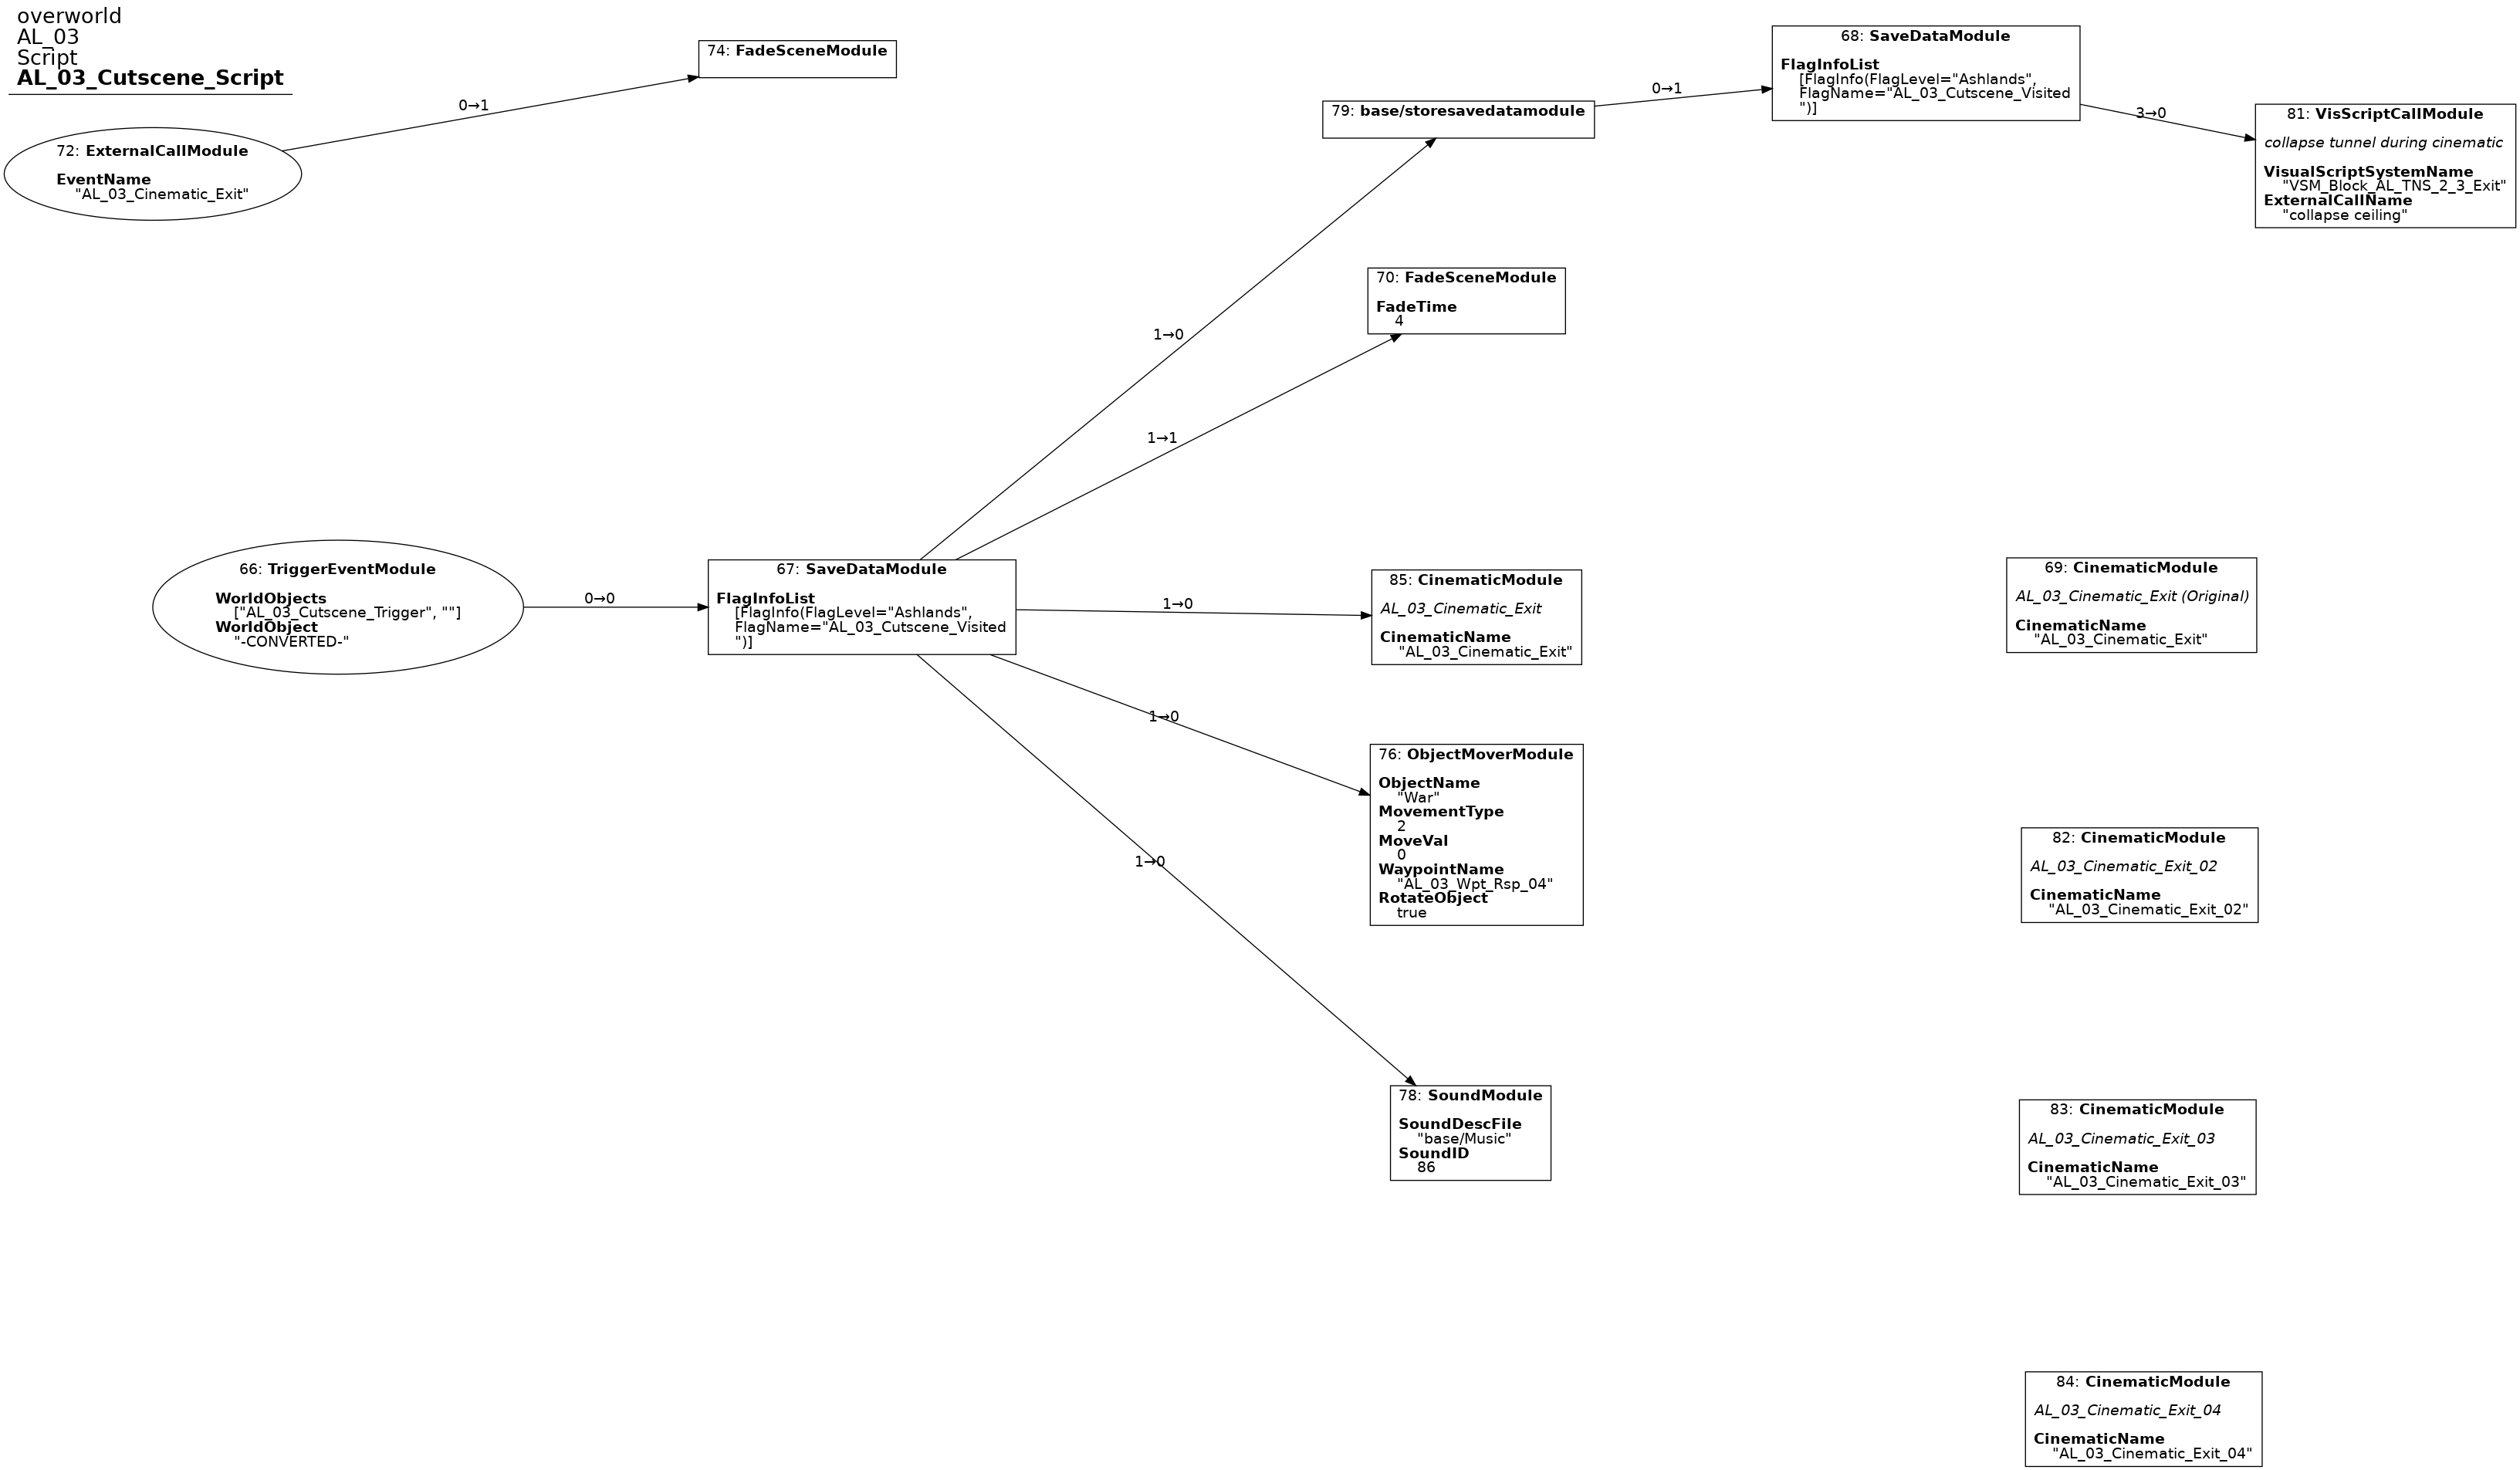 overworld
AL_03
Script
AL_03_Cutscene_Script
74: FadeSceneModule
0→1
72: ExternalCallModule
EventName
"AL_03_Cinematic_Exit"
79: base/storesavedatamodule
0→1
68: SaveDataModule
FlagInfoList
[FlagInfo(FlagLevel="Ashlands",
FlagName="AL_03_Cutscene_Visited
")]
3→0
81: VisScriptCallModule
collapse tunnel during cinematic
VisualScriptSystemName
"VSM_Block_AL_TNS_2_3_Exit"
ExternalCallName
"collapse ceiling"
1→0
70: FadeSceneModule
FadeTime
4
1→1
66: TriggerEventModule
WorldObjects
["AL_03_Cutscene_Trigger", ""]
WorldObject
"-CONVERTED-"
0→0
67: SaveDataModule
FlagInfoList
[FlagInfo(FlagLevel="Ashlands",
FlagName="AL_03_Cutscene_Visited
")]
1→0
85: CinematicModule
AL_03_Cinematic_Exit
CinematicName
"AL_03_Cinematic_Exit"
69: CinematicModule
AL_03_Cinematic_Exit (Original)
CinematicName
"AL_03_Cinematic_Exit"
1→0
76: ObjectMoverModule
ObjectName
"War"
MovementType
2
MoveVal
0
WaypointName
"AL_03_Wpt_Rsp_04"
RotateObject
true
82: CinematicModule
AL_03_Cinematic_Exit_02
CinematicName
"AL_03_Cinematic_Exit_02"
1→0
78: SoundModule
SoundDescFile
"base/Music"
SoundID
86
83: CinematicModule
AL_03_Cinematic_Exit_03
CinematicName
"AL_03_Cinematic_Exit_03"
84: CinematicModule
AL_03_Cinematic_Exit_04
CinematicName
"AL_03_Cinematic_Exit_04"